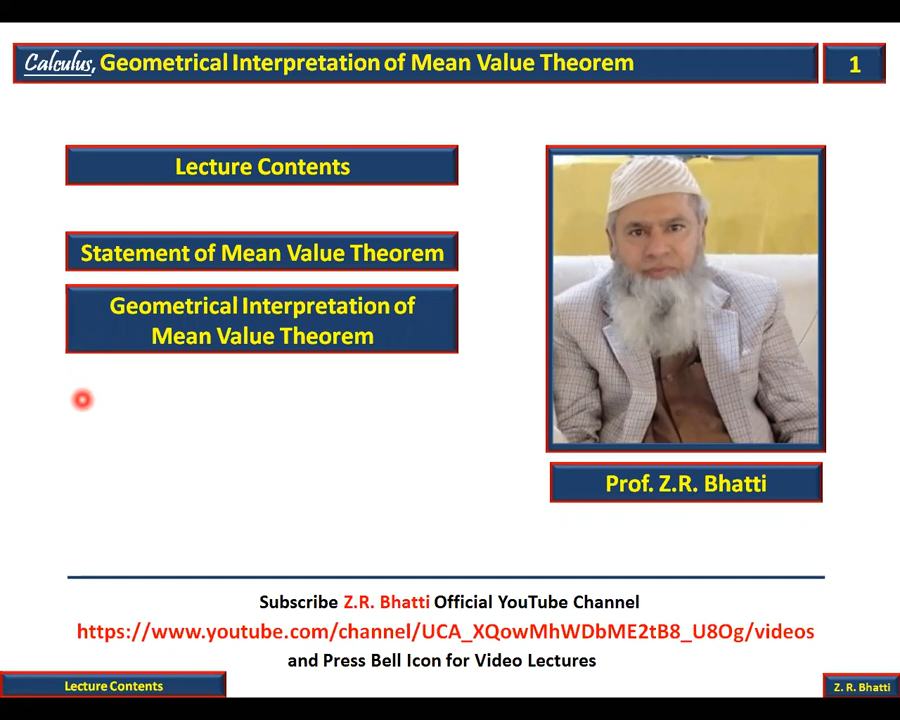 Calculus, Geometrical Interpretation of Mean Value Theorem
1
Lecture Contents
Statement of Mean Value Theorem
Geometrical Interpretation of
Mean Value Theorem
Prof. Z.R. Bhatti
Subscribe Z.R. Bhatti Official YouTube Channel
https://www.youtube.com/channel/UCA_XQowMhWDbME2tB8_U8Og/videos
and Press Bell Icon for Video Lectures
Lecture Contents
Z. R. Bhatti